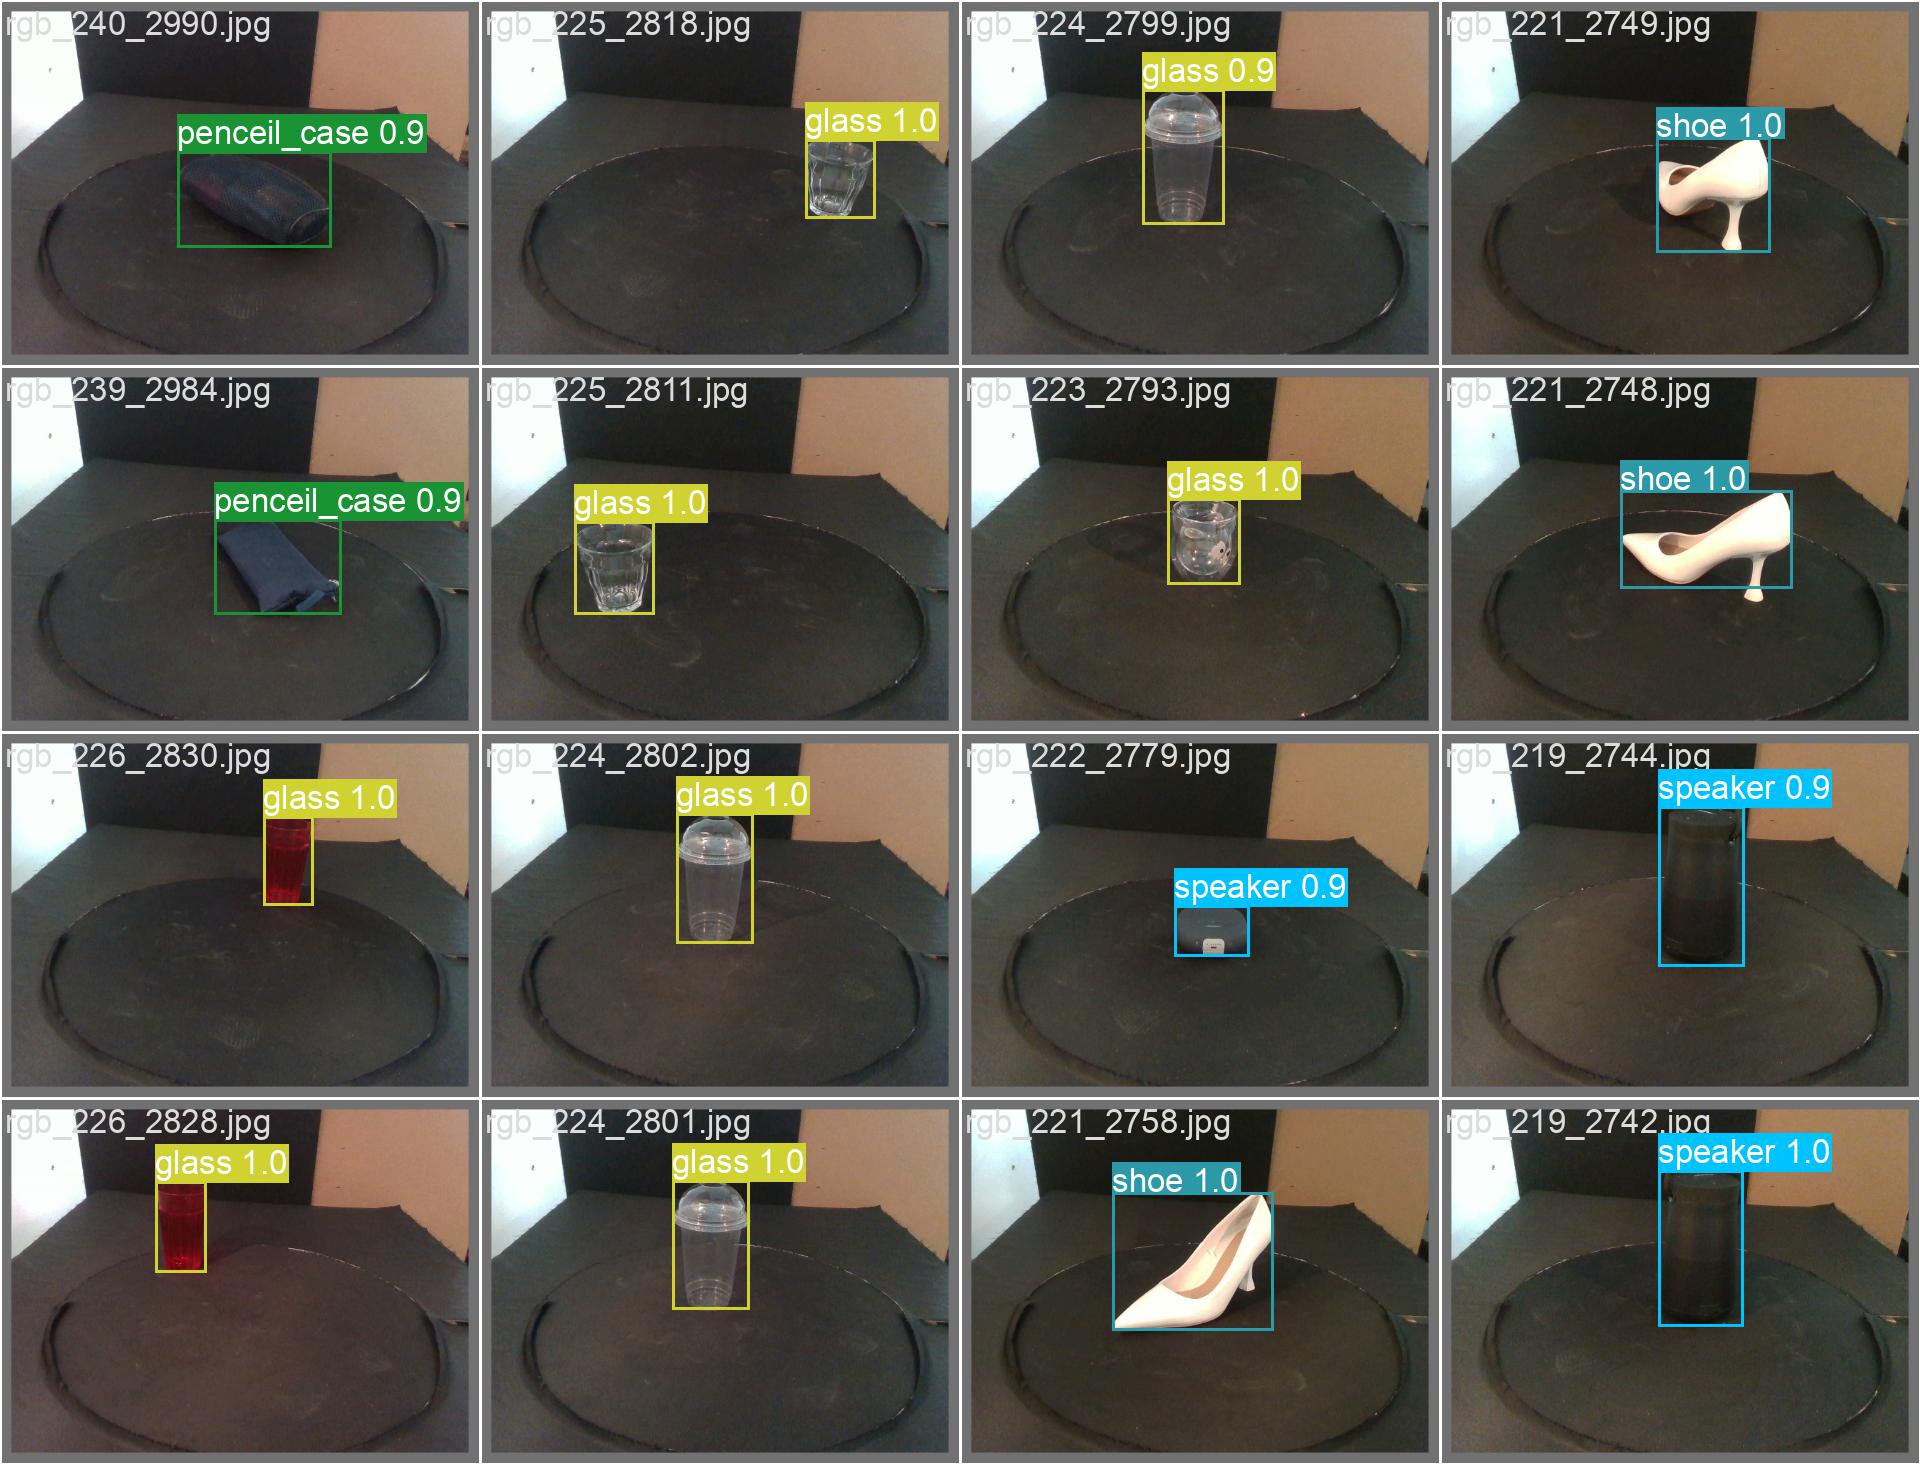 rgb_240_2990.jpg
penceil_case 0.9
rgb_225_2818.jpg
glass 1.0
rgb_224_2799.jpg
glass 0.9
rgb_221_2749.jpg
shoe 1.0
rgb_239_2984.jpg
penceil_case 0.9
rgb_225_2811.jpg
glass 1.0
rgb_223_2793.jpg
glass 1.0
rgb_221_2748.jpg
shoe 1.0
rgb_226_2830.jpg
glass 1.0
rgb_224_2802.jpg
glass 1.0
rgb_222_2779.jpg
speaker 0.9
rgb_219_2744.jpg
speaker 0.9
rgb_226_2828.jpg
glass 1.0
rgb_224_2801.jpg
glass 1.0
rgb_221_2758.jpg
shoe 1.0
rgb_219_2742.jpg
speaker 1.0